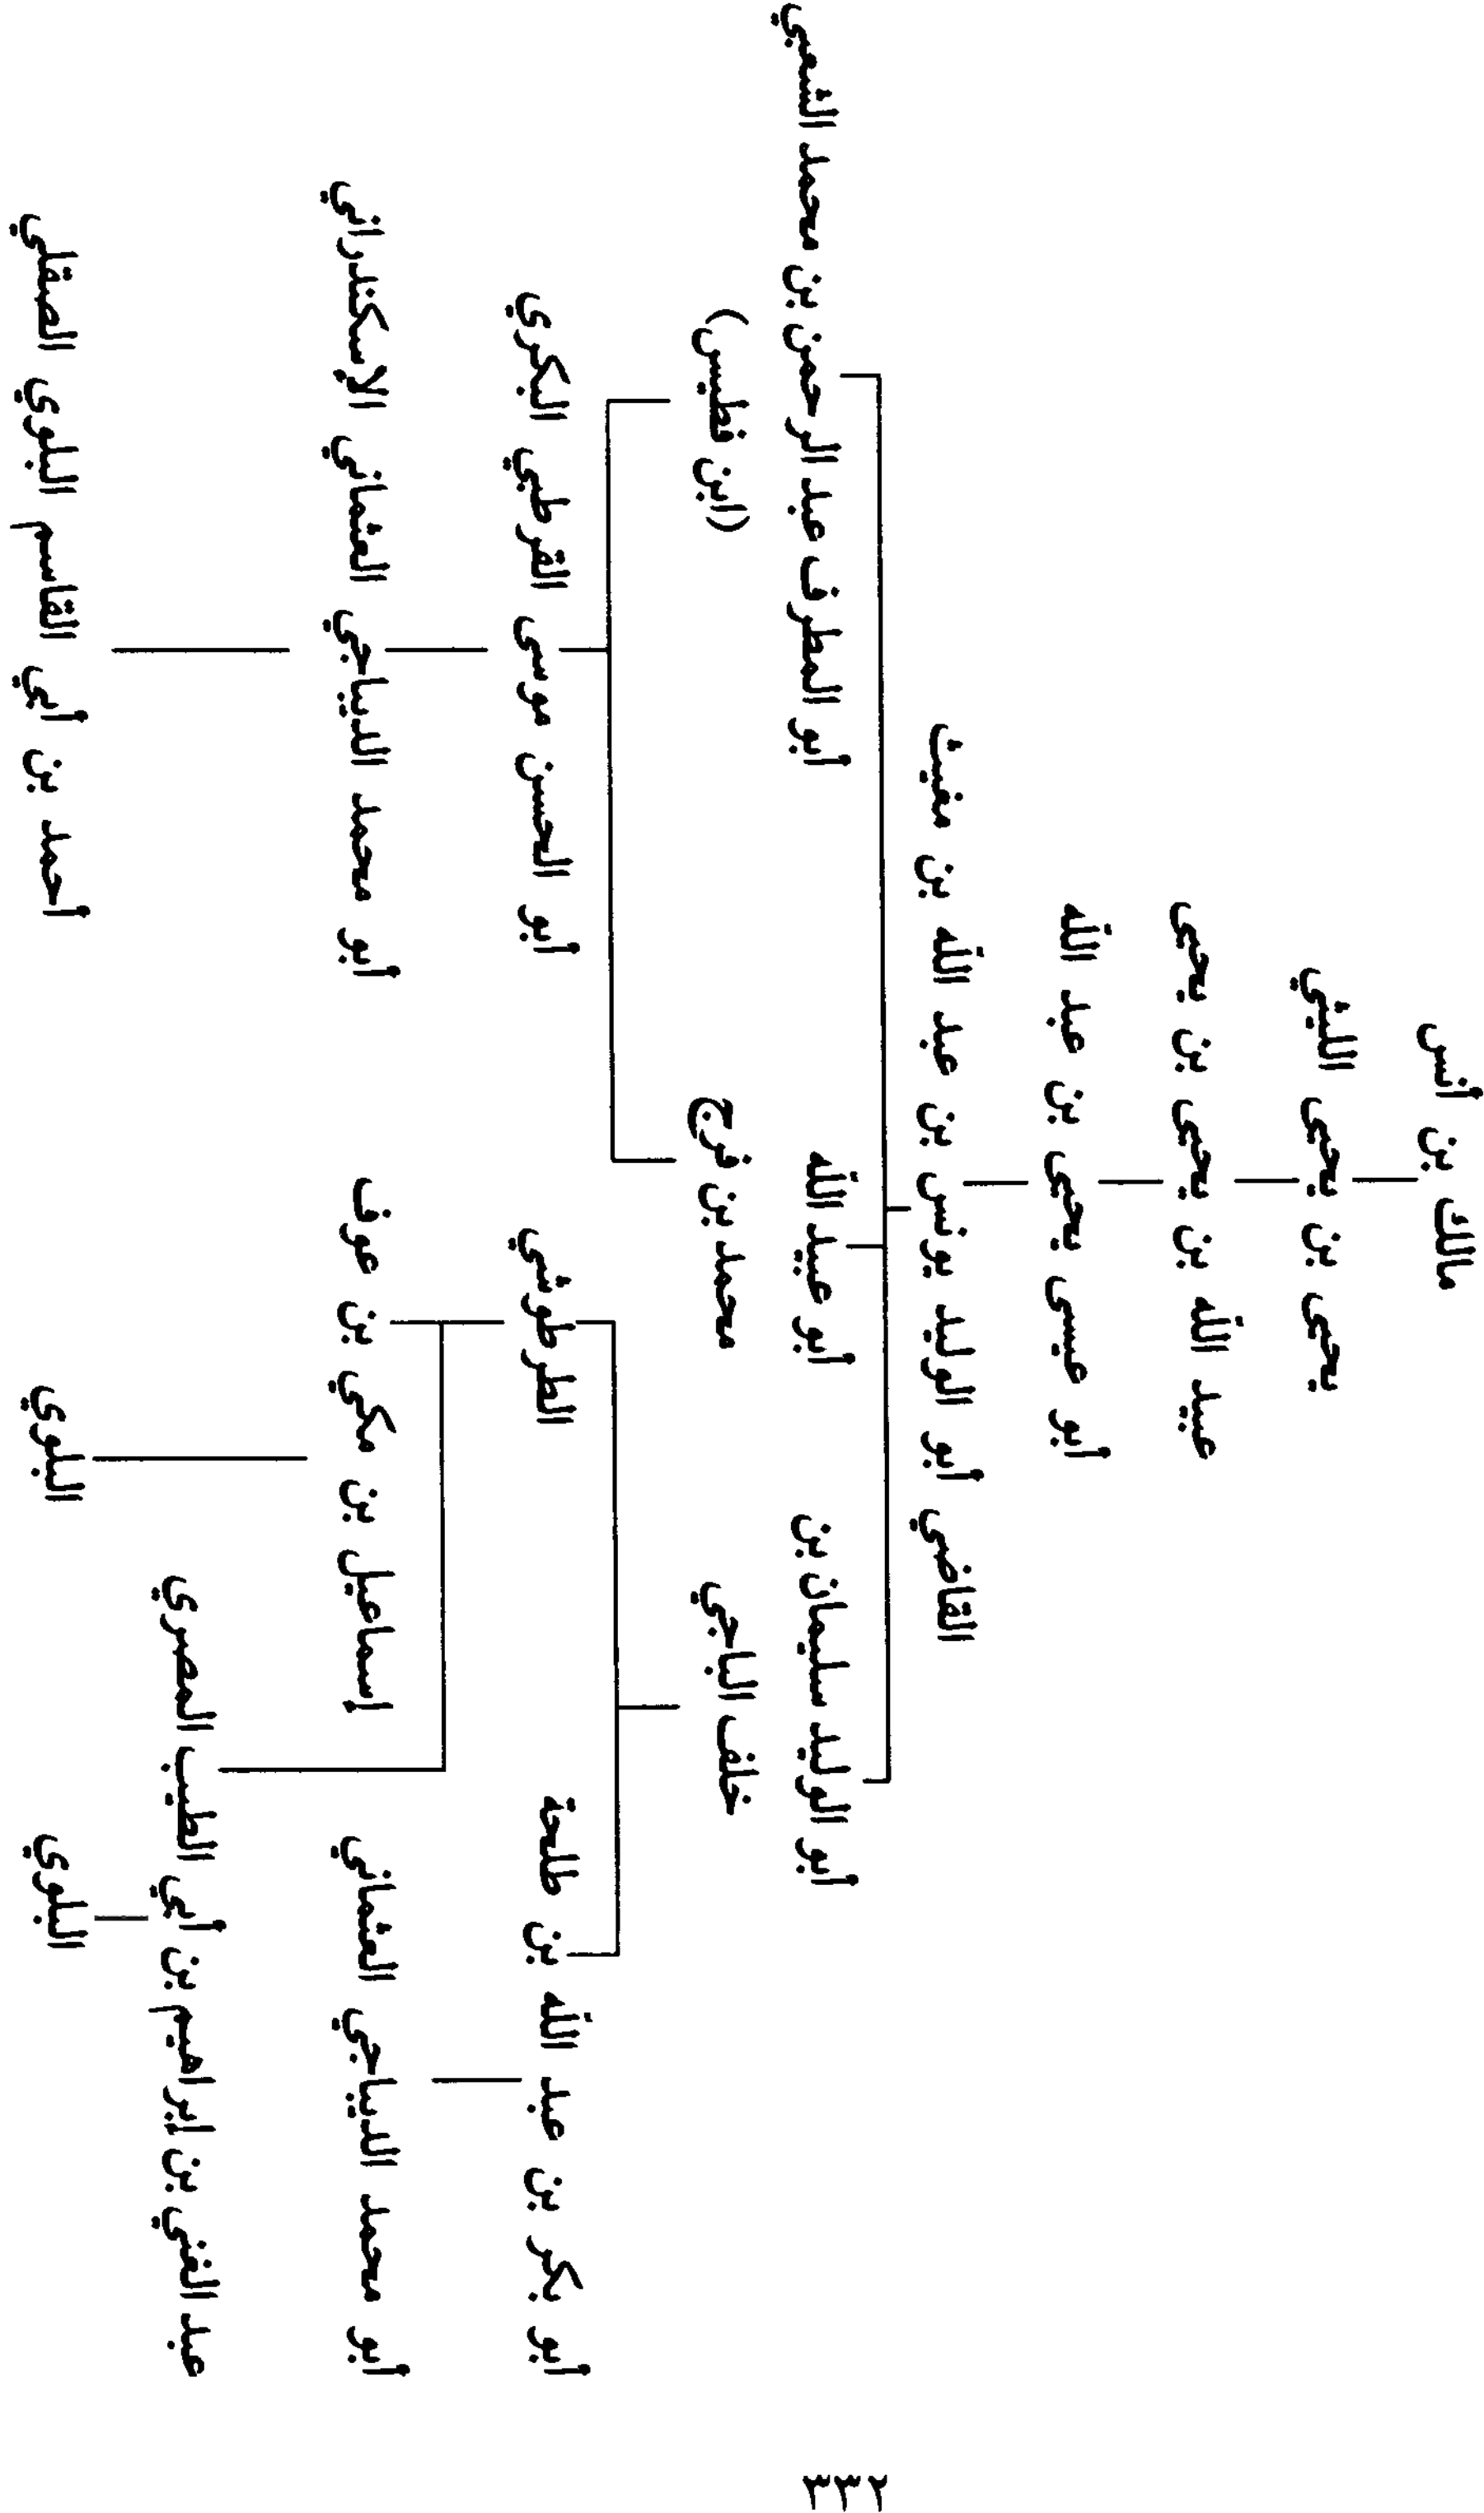 مالك بن أنس
يحيى بن يحيى الليثي
عبيد الله بن يحيى بن يحيى
أبو عيسى يحيى بن عبد الله
القاضي أبو الوليد يونس بن عبد الله بن مغيث
أبو المطرف عبد الرحمن بن محمد الشعبي
أبو عبد الله
محمد بن فرج
أبو الوليد سليمان بن
خلف الباجي
(ابن فطيس)
أبو الحسن موسى القرطبي البكري
الطرطوشي
أبو بكر بن عبد الله بن طلحة
أبو محمد الديباجي العثماني الإسكندراني
اسماعيل بن مكي بن عوف
أبو محمد الديباجي العثماني
عبد الغني بن ابراهم بن أبي الطيب المصري
أحمد بن أبي القاسم البلوي الصقلي
البلوي
البلوي
٣٣٢